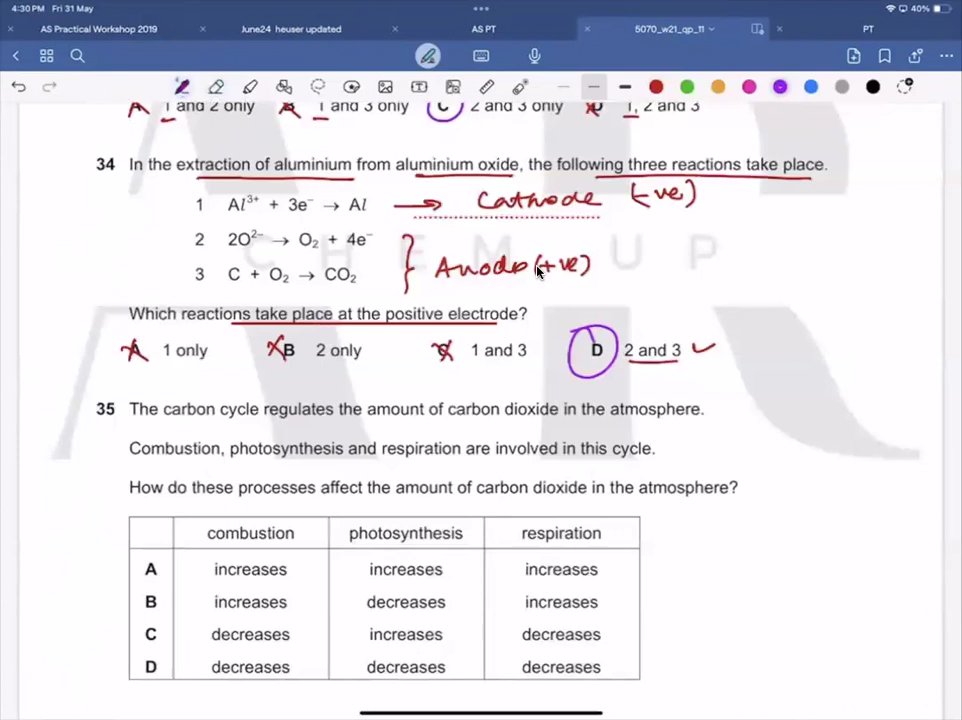 4:30 PM Fri 31 May
40%
AS Practical Workshop 2019
June24 heuser updated
AS PT
5070_w21_qp_11
PT
A 1 and 2 only B 1 and 3 only C 2 and 3 only D 1, 2 and 3
34 In the extraction of aluminium from aluminium oxide, the following three reactions take place.
1 Al³⁺ + 3e⁻ → Al → Cathode (-ve)
2 2O²⁻ → O₂ + 4e⁻
} Anode (+ve)
3 C + O₂ → CO₂
CHEM UP
Which reactions take place at the positive electrode?
A 1 only B 2 only C 1 and 3 D 2 and 3 ✓
35 The carbon cycle regulates the amount of carbon dioxide in the atmosphere.
Combustion, photosynthesis and respiration are involved in this cycle.
How do these processes affect the amount of carbon dioxide in the atmosphere?
combustion photosynthesis respiration
A increases increases increases
B increases decreases increases
C decreases increases decreases
D decreases decreases decreases